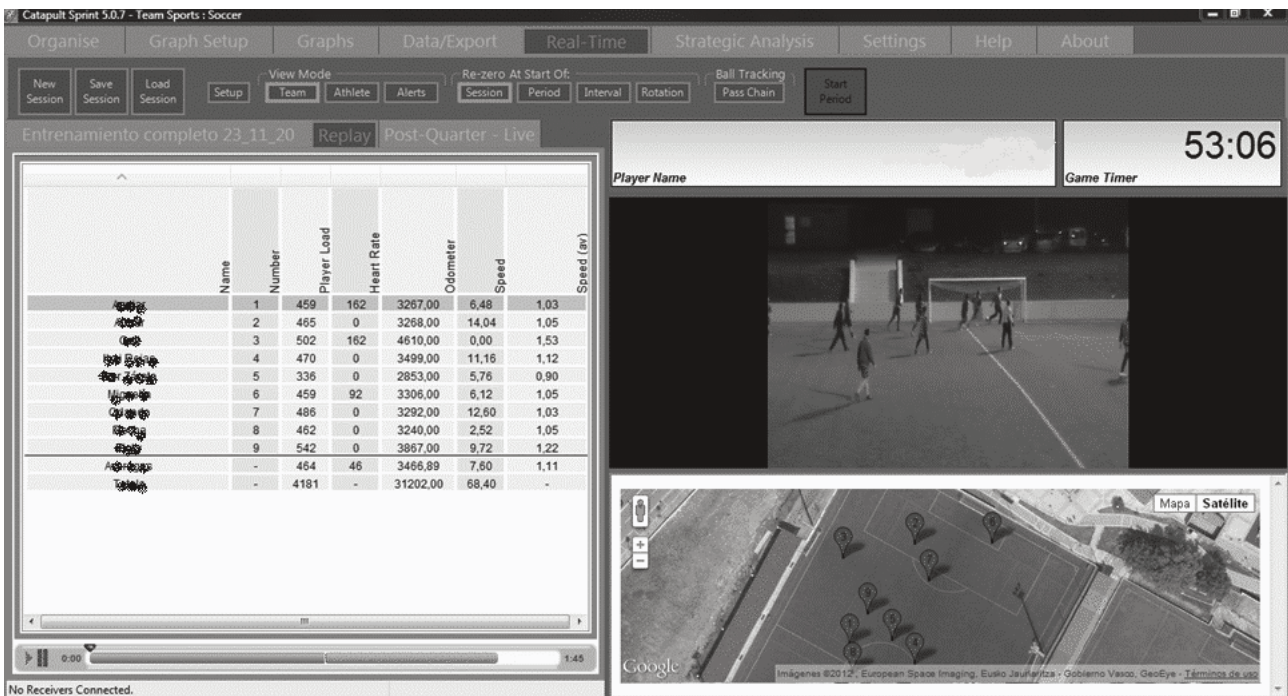 Catapult Sprint 5.0.7 - Team Sports : Soccer
Organise Graph Setup Graphs Data/Export Real-Time Strategic Analysis Settings Help About
View Mode Re-zero At Start Of: Ball Tracking
New Session Save Session Load Session Setup Team Athlete Alerts Session Period Interval Rotation Pass Chain Start Period
Entrenamiento completo 23_11_20 Replay Post-Quarter - Live
Name Number Player Load Heart Rate Odometer Speed Speed (av)
1 459 162 3267,00 6,48 1,03
2 465 0 3268,00 14,04 1,05
3 502 162 4610,00 0,00 1,53
4 470 0 3499,00 11,16 1,12
5 336 0 2853,00 5,76 0,90
6 459 92 3306,00 6,12 1,05
7 486 0 3292,00 12,60 1,03
8 462 0 3240,00 2,52 1,05
9 542 0 3867,00 9,72 1,22
- 464 46 3466,89 7,60 1,11
- 4181 - 31202,00 68,40 -
0:00 1:45
No Receivers Connected.
53:06
Player Name Game Timer
Mapa Satélite
3 2 6
7
9
1 5
8 4
Google
Imágenes ©2012 , European Space Imaging, Eusko Jaurlaritza - Gobierno Vasco, GeoEye - Términos de uso